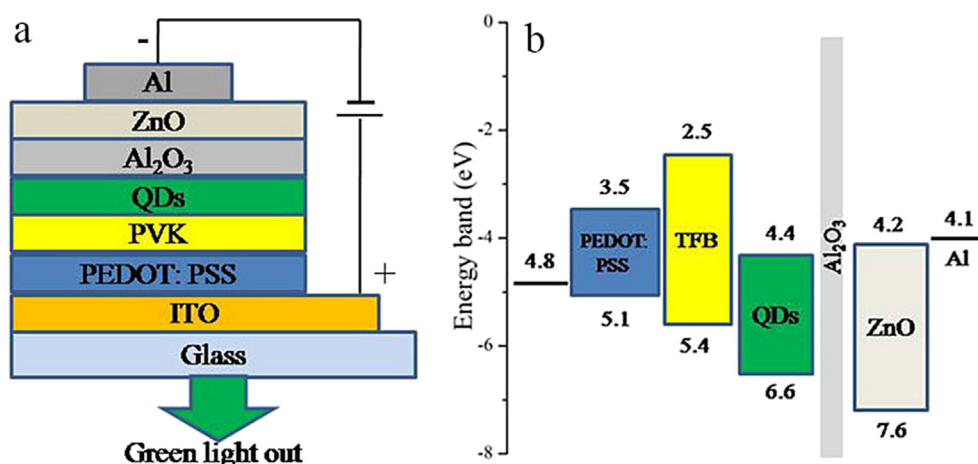 a
-
Al
ZnO
Al₂O₃
QDs
PVK
PEDOT: PSS
+
ITO
Glass
Green light out
b
Energy band (eV)
0
-2
-4
-6
-8
4.8
3.5
PEDOT:
PSS
5.1
2.5
TFB
5.4
4.4
QDs
6.6
Al₂O₃
4.2
ZnO
7.6
4.1
Al